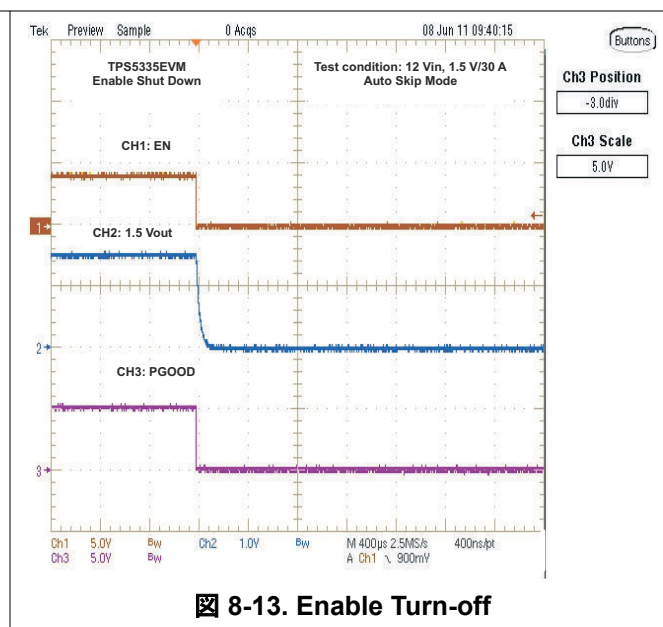 Tek Preview Sample 0 Acqs 08 Jun 11 09:40:15
Buttons
TPS5335EVM
Enable Shut Down
Test condition: 12 Vin, 1.5 V/30 A
Auto Skip Mode
Ch3 Position
-3.0div
Ch3 Scale
5.0V
CH1: EN
1
CH2: 1.5 Vout
2
CH3: PGOOD
3
Ch1 5.0V Bw Ch2 1.0V Bw M 400µs 2.5MS/s 400ns/pt
Ch3 5.0V Bw A Ch1 \ 900mV
図 8-13. Enable Turn-off